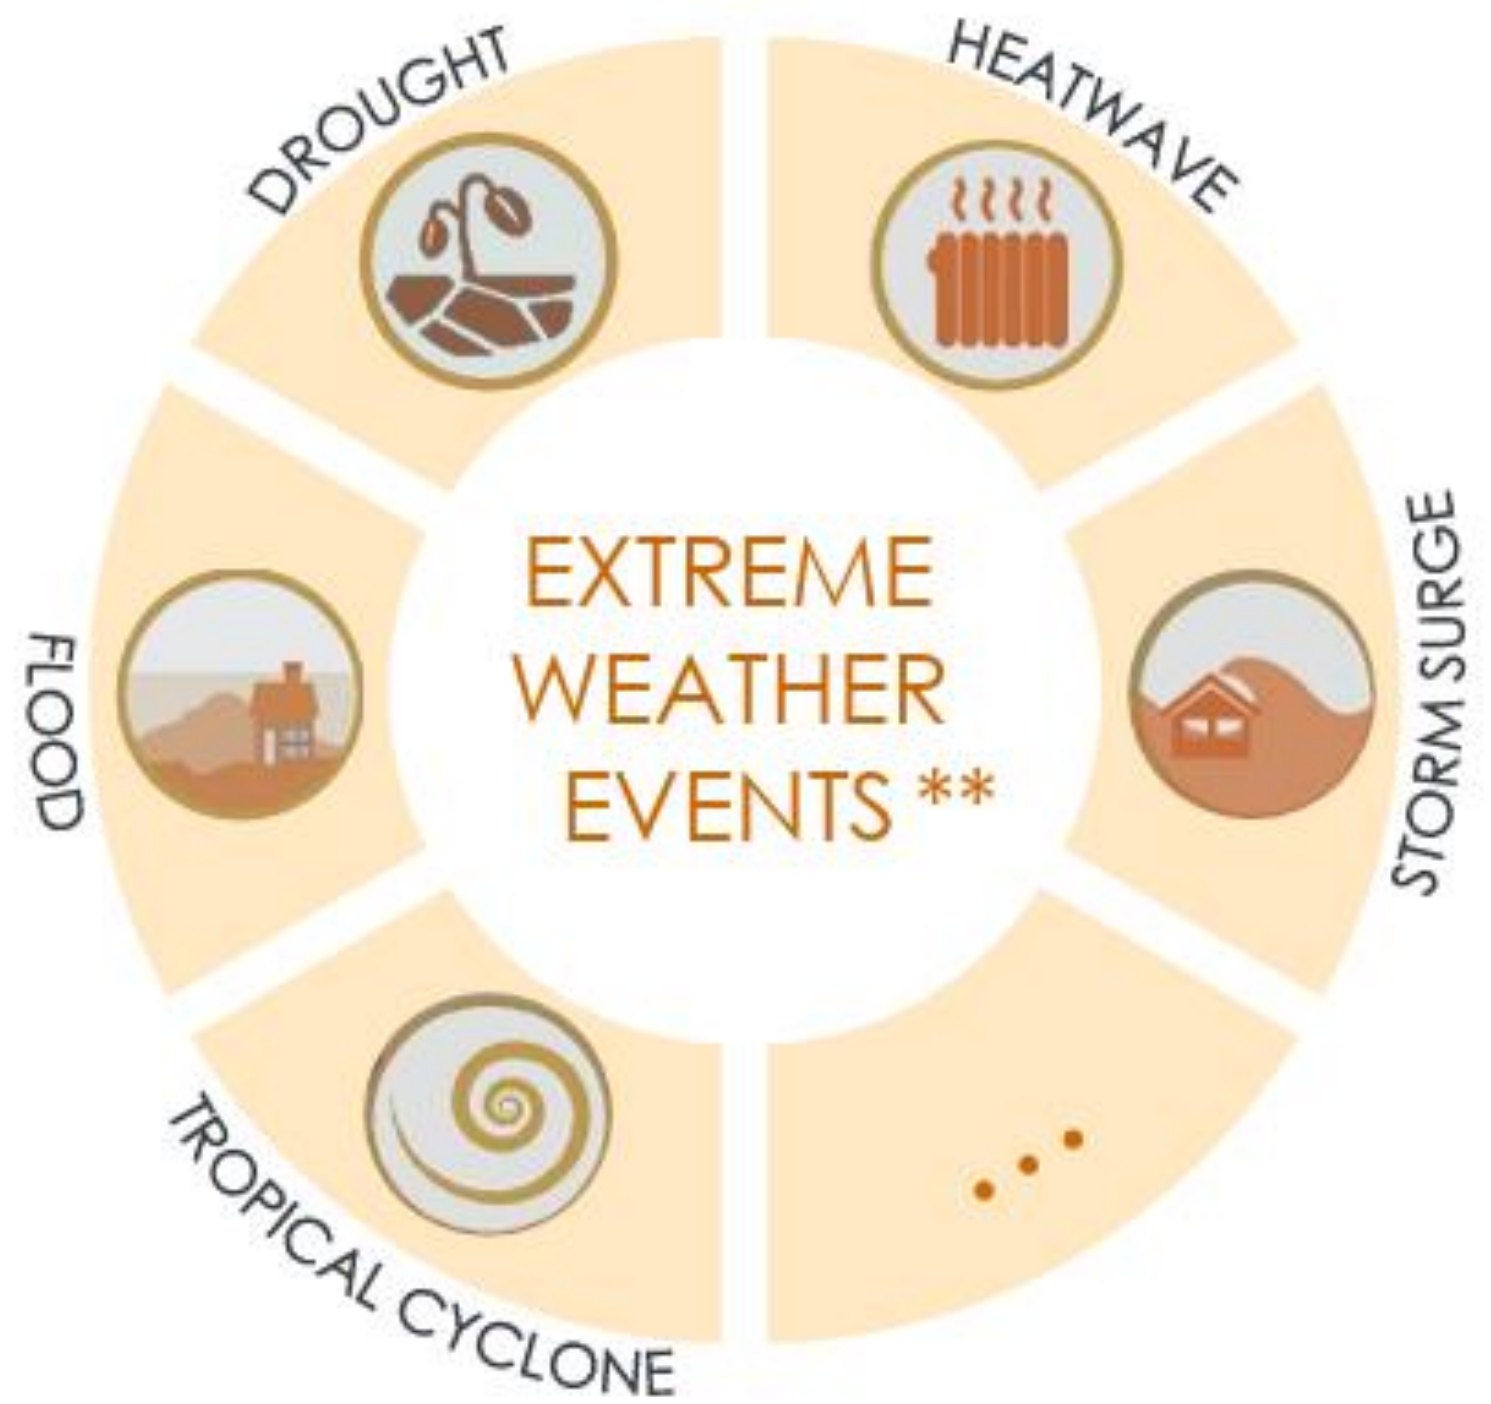 DROUGHT
HEATWAVE
EXTREME
WEATHER
EVENTS **
STORM SURGE
FLOOD
TROPICAL CYCLONE
...